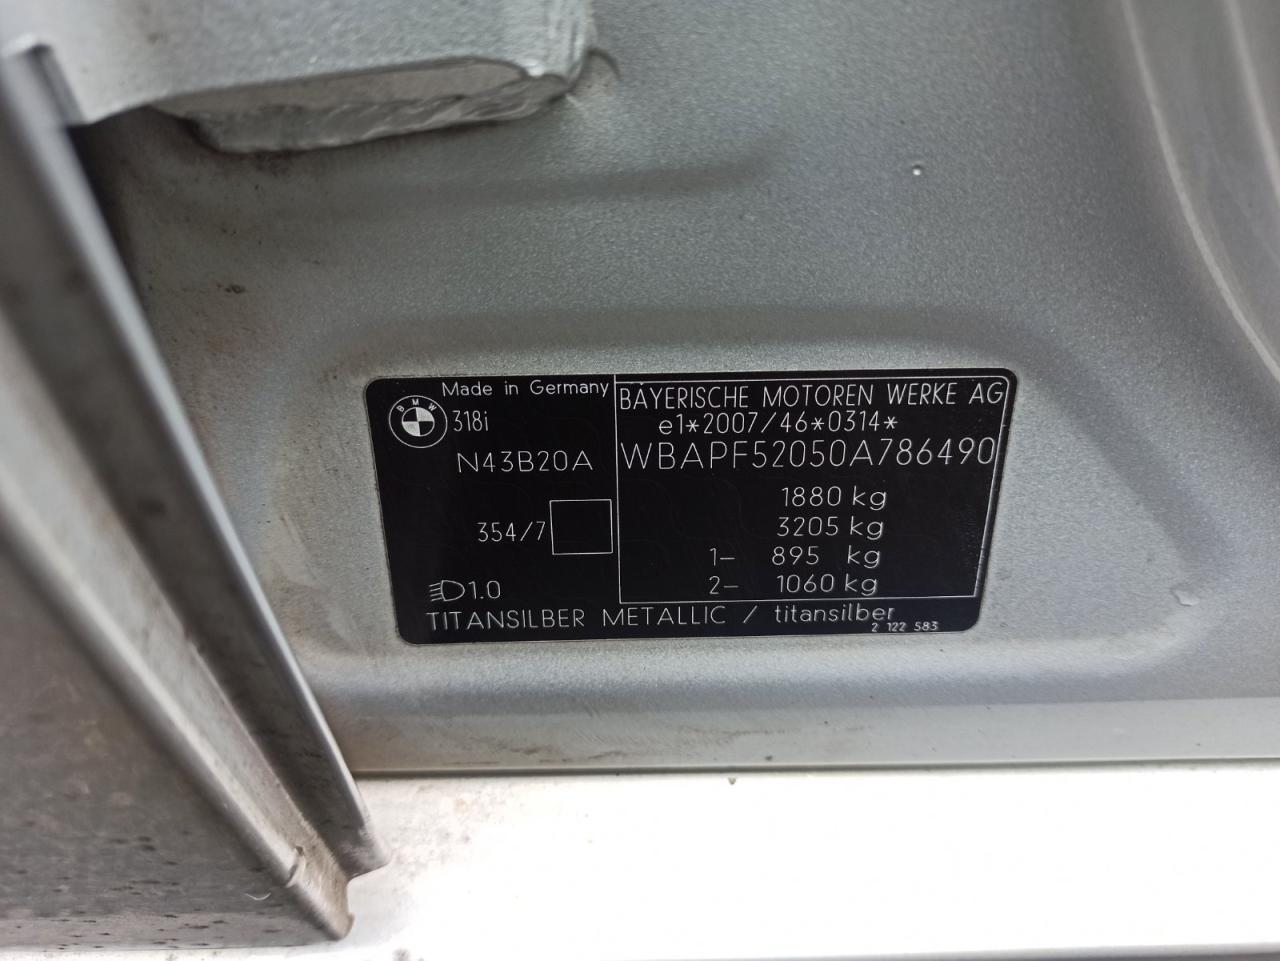 Made in Germany
BMW
318i
N43B20A
354/7
1.0
BAYERISCHE MOTOREN WERKE AG
e1*2007/46*0314*
WBAPF52050A786490
1880 kg
3205 kg
1- 895 kg
2- 1060 kg
TITANSILBER METALLIC / titansilber
2 122 583